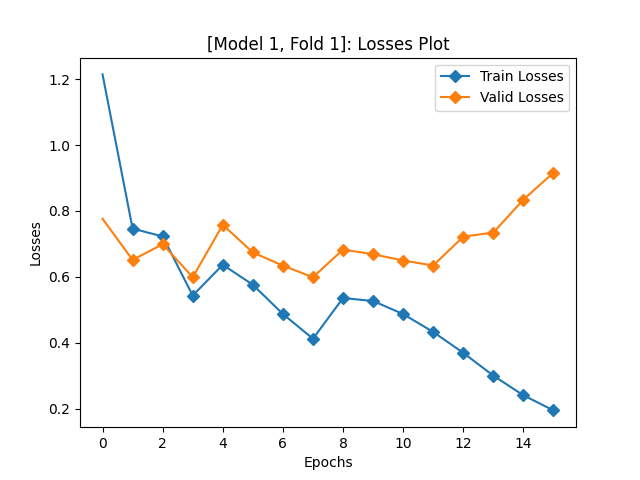 [Model 1, Fold 1]: Losses Plot
Train Losses
Valid Losses
Losses
1.2
1.0
0.8
0.6
0.4
0.2
0 2 4 6 8 10 12 14
Epochs